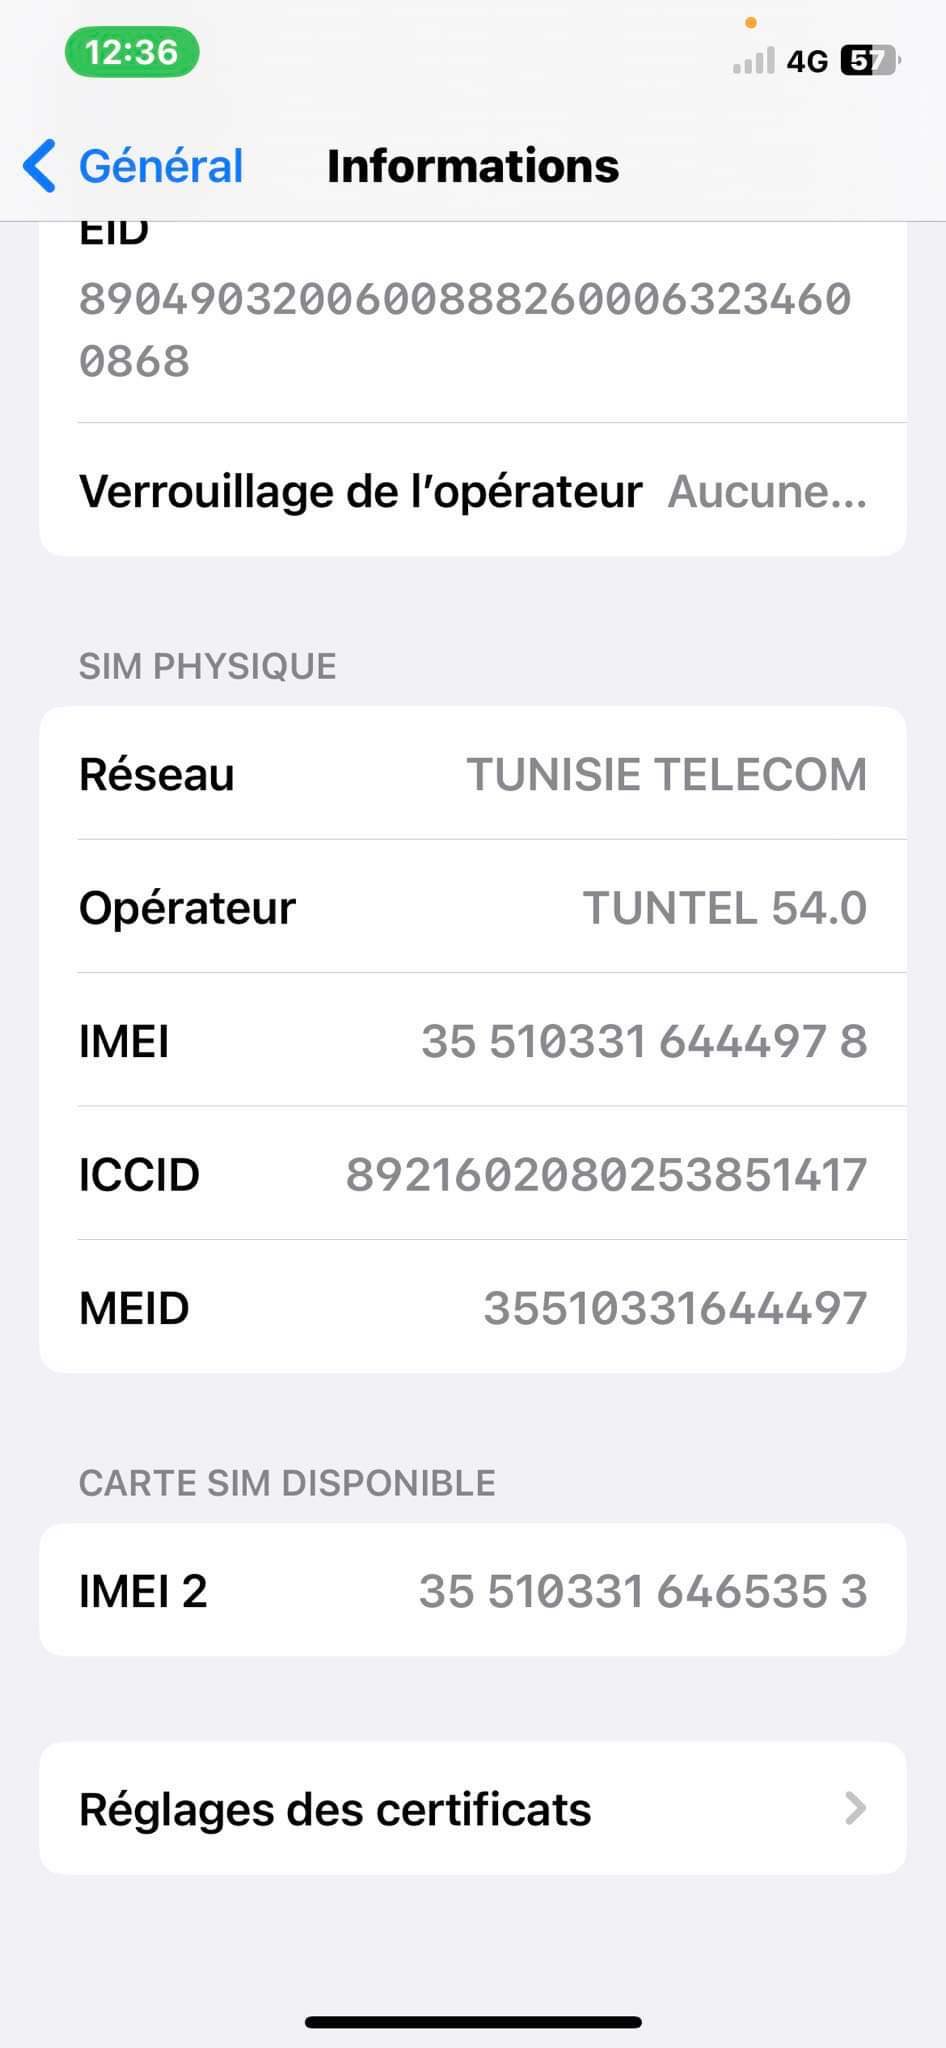 12:36
4G 57
Général
Informations
EID
8904903200600888260006323460
0868
Verrouillage de l’opérateur Aucune...
SIM PHYSIQUE
Réseau TUNISIE TELECOM
Opérateur TUNTEL 54.0
IMEI 35 510331 644497 8
ICCID 8921602080253851417
MEID 35510331644497
CARTE SIM DISPONIBLE
IMEI 2 35 510331 646535 3
Réglages des certificats